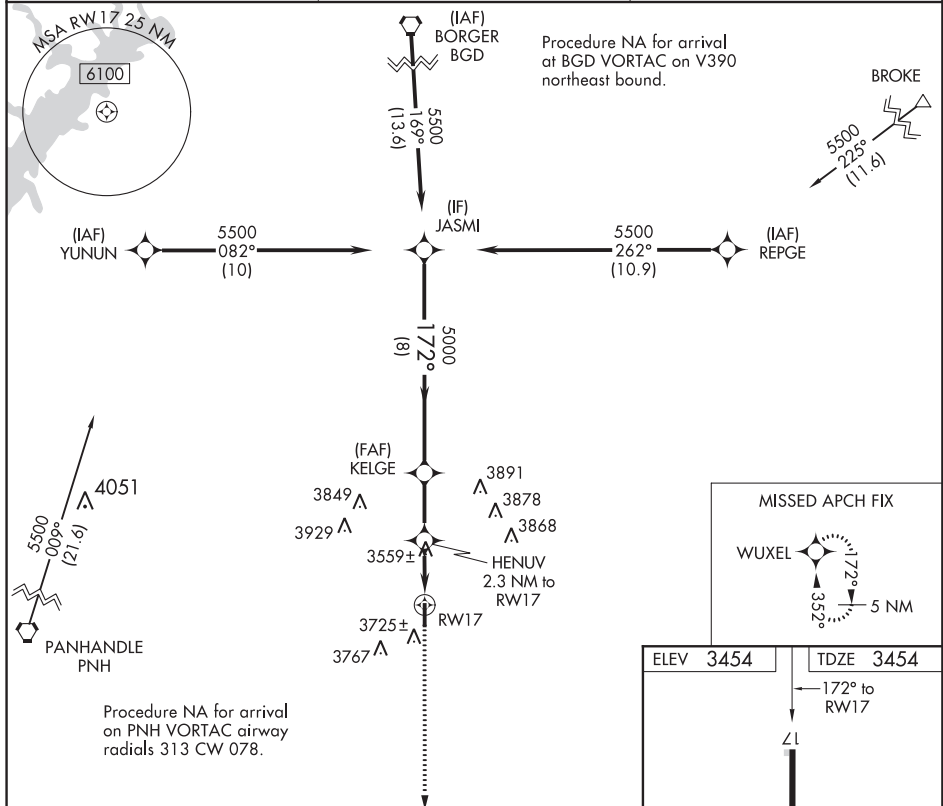 MSA RW17 25 NM
6100
(IAF)
BORGER
BGD
5500
169°
(13.6)
Procedure NA for arrival
at BGD VORTAC on V390
northeast bound.
BROKE
5500
225°
(11.6)
(IAF)
YUNUN
5500
082°
(10)
(IF)
JASMI
5500
262°
(10.9)
(IAF)
REPGE
5000
172°
(8)
(FAF)
KELGE
3891
3849
3878
3929
3868
3559±
HENUV
2.3 NM to
RW17
RW17
3725±
3767
4051
5500
009°
(21.6)
PANHANDLE
PNH
Procedure NA for arrival
on PNH VORTAC airway
radials 313 CW 078.
MISSED APCH FIX
WUXEL
172°
352°
5 NM
ELEV 3454
TDZE 3454
172° to
RW17
17